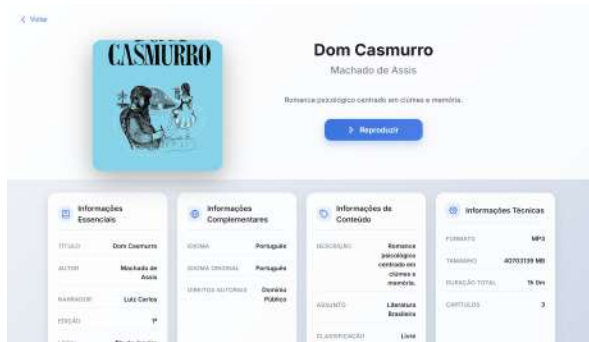 Voltar
CASMURRO
Dom Casmurro
Machado de Assis
Romance psicológico centrado em ciúmes e memória.
Reproduzir
Informações
Essenciais
TÍTULO Dom Casmurro
AUTOR Machado de
Assis
NARRADOR Luiz Carlos
EDIÇÃO 1ª
Informações
Complementares
IDIOMA Português
IDIOMA ORIGINAL Português
DIREITOS AUTORAIS Domínio
Público
Informações de
Conteúdo
DESCRIÇÃO Romance
psicológico
centrado em
ciúmes e
memória.
ASSUNTO Literatura
Brasileira
CLASSIFICAÇÃO Livre
Informações Técnicas
FORMATO MP3
TAMANHO 40703139 MB
DURAÇÃO TOTAL 1h 0m
CAPÍTULOS 3